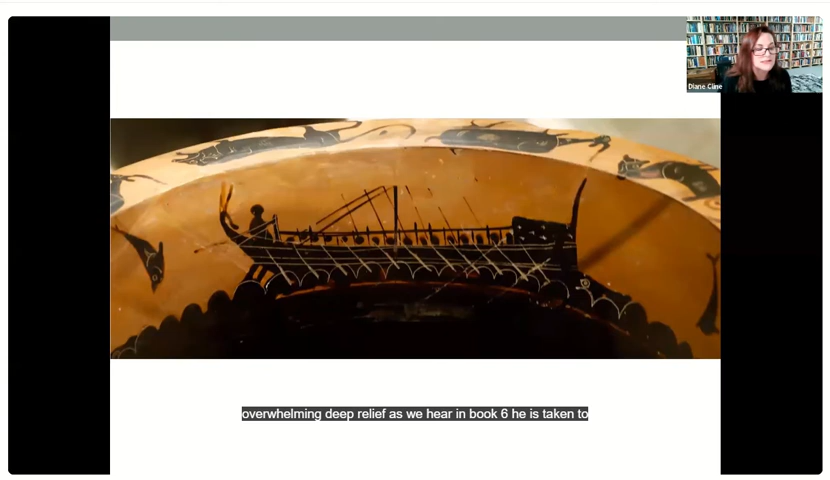 Diane Cline
overwhelming deep relief as we hear in book 6 he is taken to